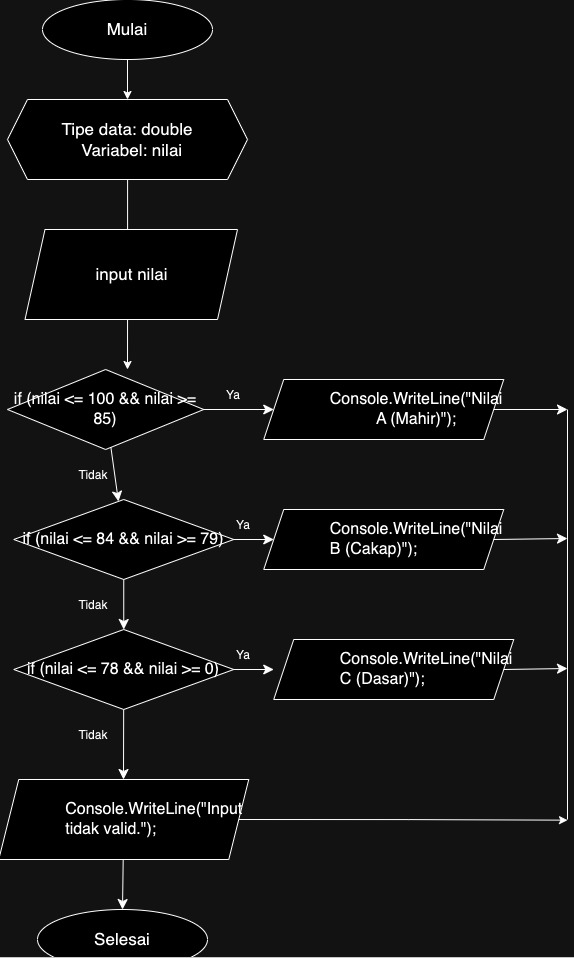 Mulai
Tipe data: double
Variabel: nilai
input nilai
if (nilai <= 100 && nilai >=
85)
Ya
Console.WriteLine("Nilai
A (Mahir)");
Tidak
if (nilai <= 84 && nilai >= 79)
Ya
Console.WriteLine("Nilai
B (Cakap)");
Tidak
if (nilai <= 78 && nilai >= 0)
Ya
Console.WriteLine("Nilai
C (Dasar)");
Tidak
Console.WriteLine("Input
tidak valid.");
Selesai